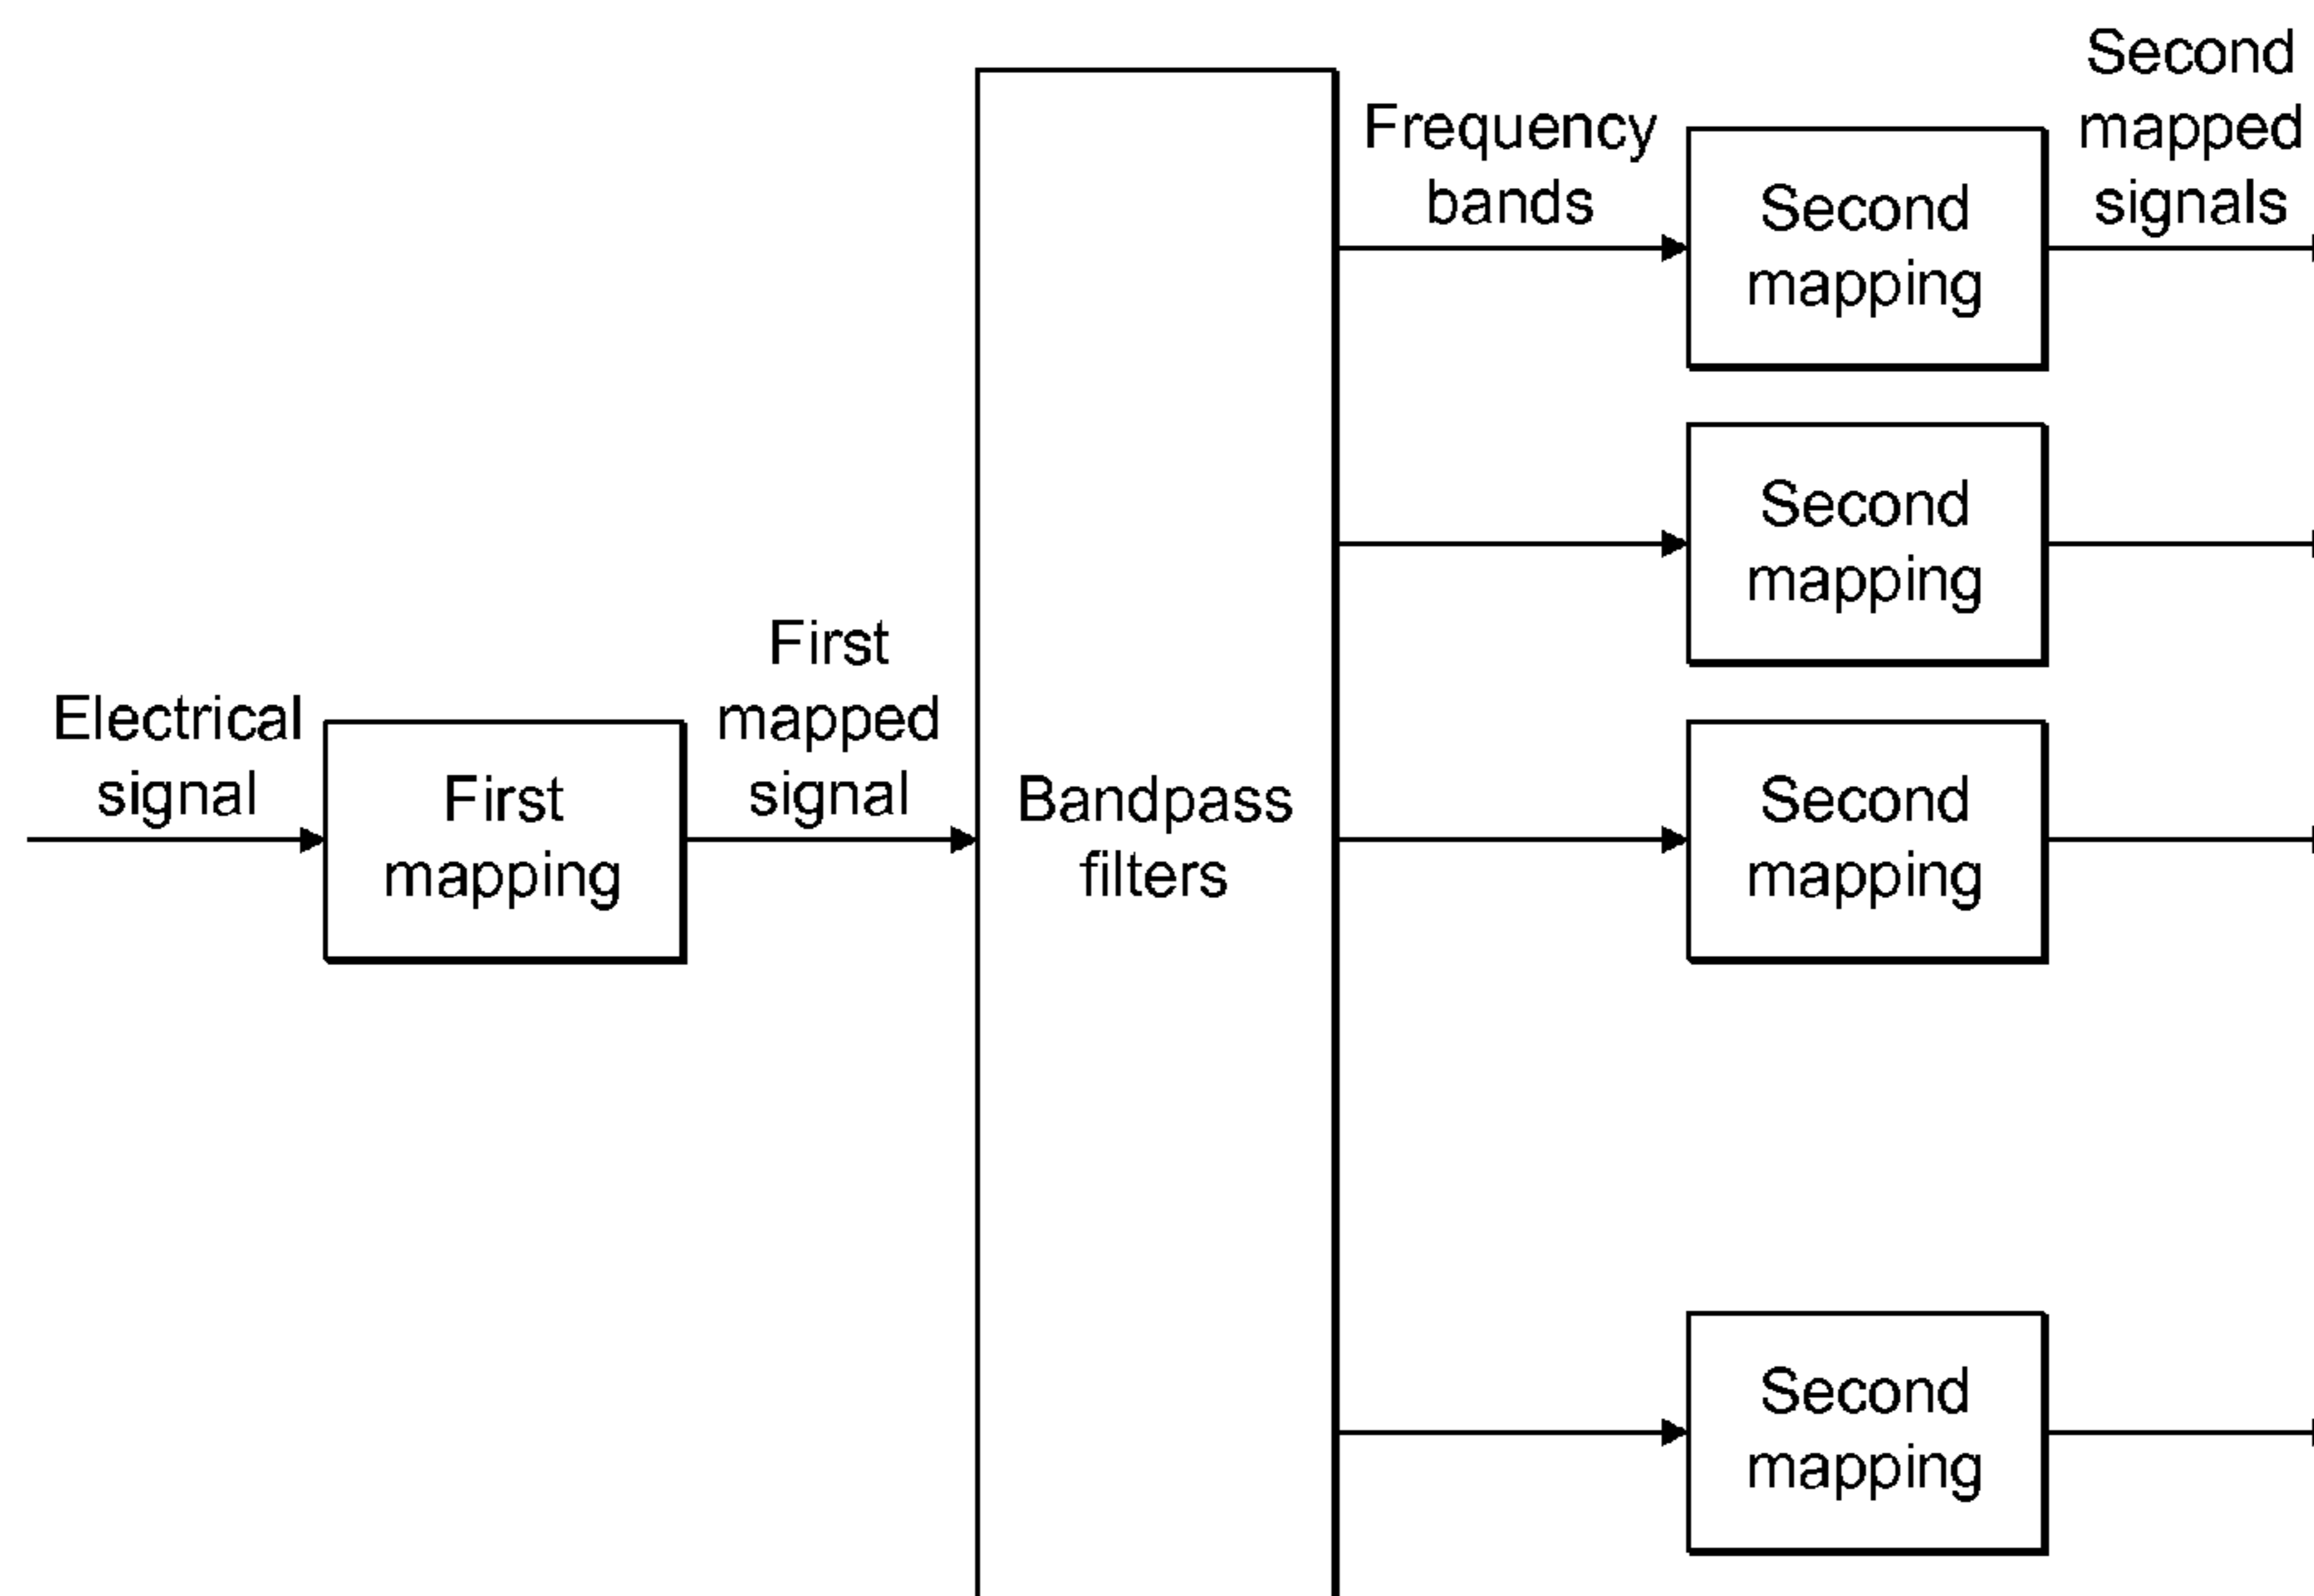 Electrical
signal
First
mapping
First
mapped
signal
Bandpass
filters
Frequency
bands
Second
mapping
Second
mapped
signals
Second
mapping
Second
mapping
Second
mapping